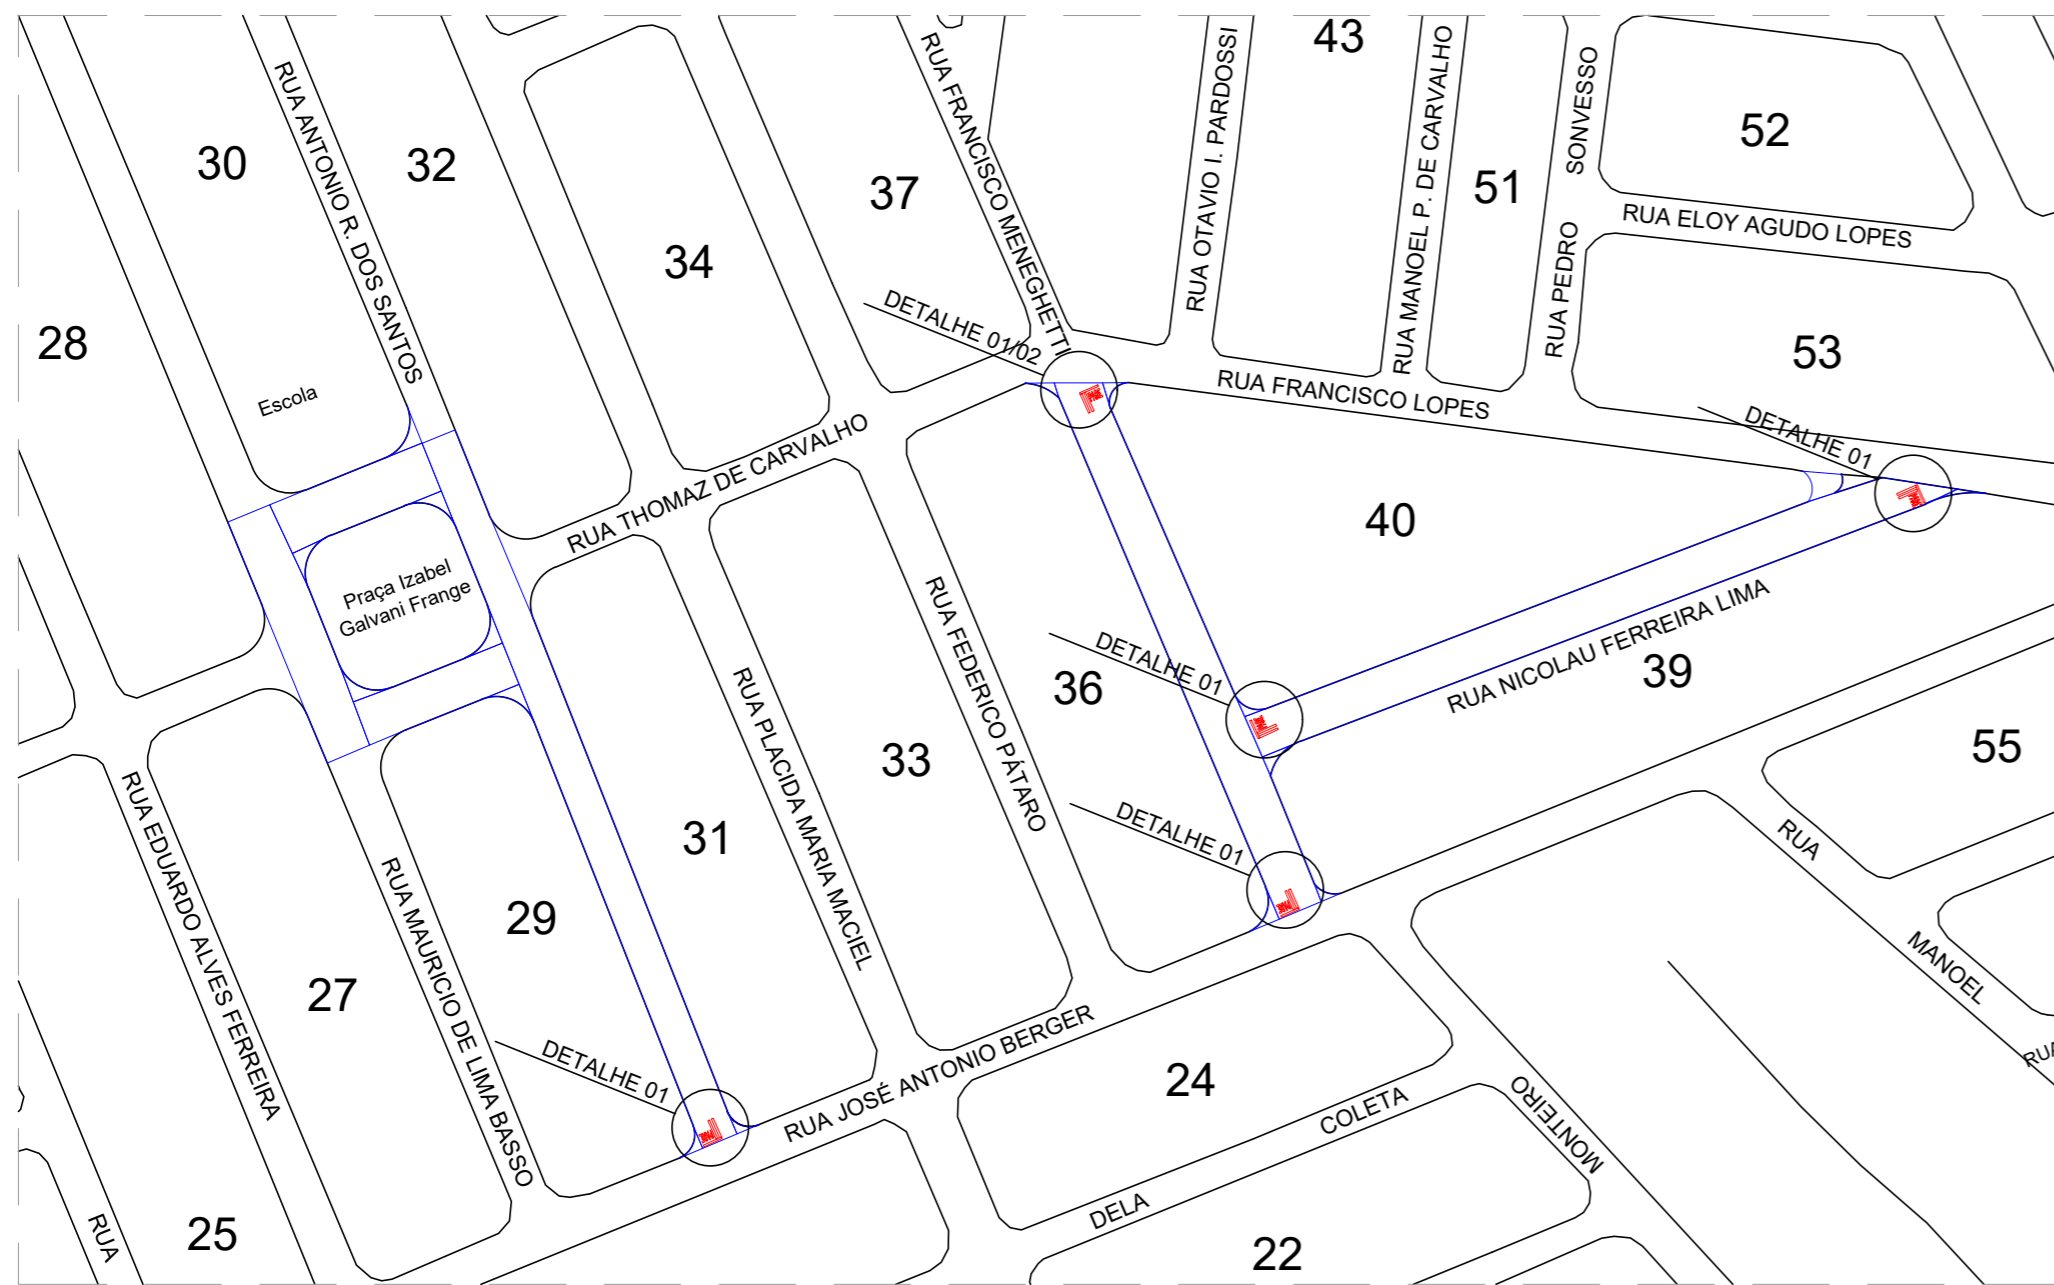 43
RUA ANTONIO R. DOS SANTOS
RUA FRANCISCO MENEGHETTI
RUA OTAVIO I. PARDOSSI
RUA MANOEL P. DE CARVALHO
RUA PEDRO SONVESSO
52
30
32
37
51
RUA ELOY AGUDO LOPES
34
28
DETALHE 01/02
53
Escola
RUA FRANCISCO LOPES
DETALHE 01
RUA THOMAZ DE CARVALHO
40
Praça Izabel
Galvani Frange
RUA FEDERICO PÁTARO
RUA NICOLAU FERREIRA LIMA
DETALHE 01
36
39
RUA PLACIDA MARIA MACIEL
33
55
RUA EDUARDO ALVES FERREIRA
RUA MAURICIO DE LIMA BASSO
31
DETALHE 01
RUA
MANOEL
29
27
DETALHE 01
RUA JOSÉ ANTONIO BERGER
24
RUA
DELA
COLETA
MONTEIRO
RUA
25
22